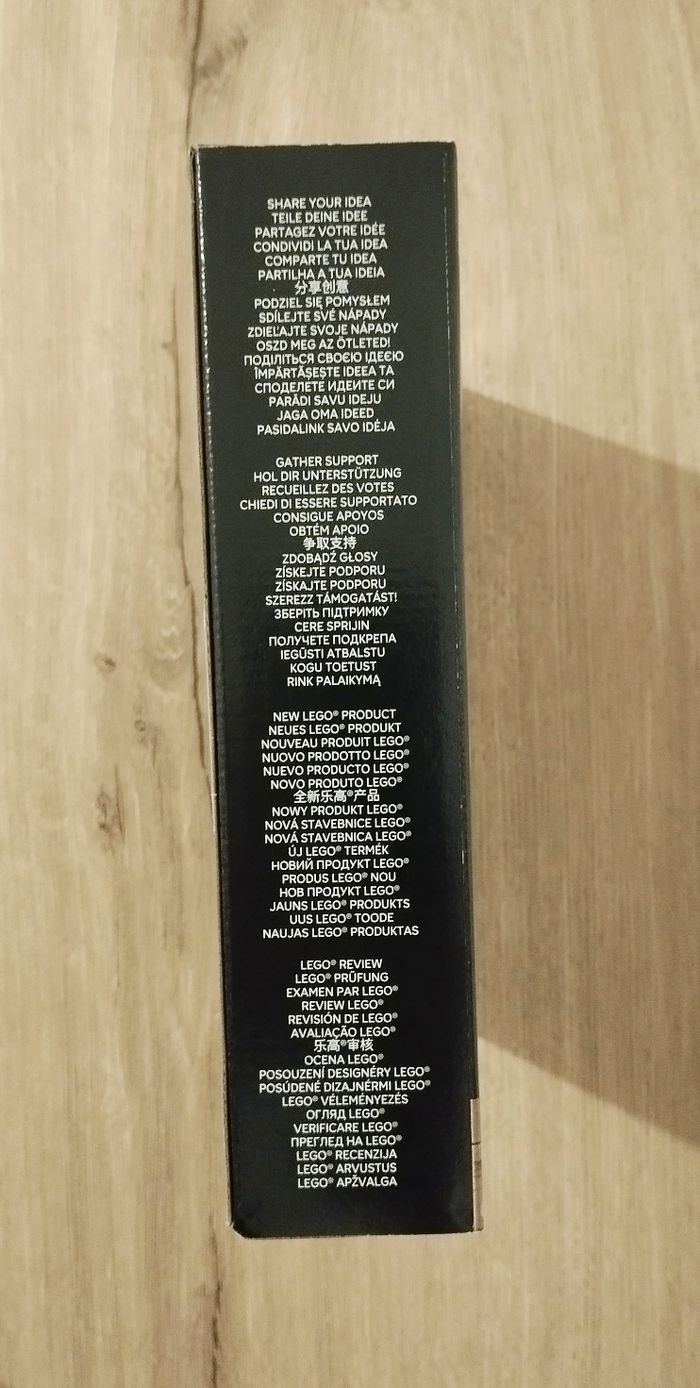 SHARE YOUR IDEA
TEILE DEINE IDEE
PARTAGEZ VOTRE IDÉE
CONDIVIDI LA TUA IDEA
COMPARTE TU IDEA
PARTILHA A TUA IDEIA
分享创意
PODZIEL SIĘ POMYSŁEM
SDÍLEJTE SVÉ NÁPADY
ZDIEĽAJTE SVOJE NÁPADY
OSZD MEG AZ ÖTLETED!
ПОДІЛІТЬСЯ СВОЄЮ ІДЕЄЮ
ÎMPĂRTĂȘEȘTE IDEEA TA
СПОДЕЛЕТЕ ИДЕИТЕ СИ
PARĀDI SAVU IDEJU
JAGA OMA IDEED
PASIDALINK SAVO IDĖJA
GATHER SUPPORT
HOL DIR UNTERSTÜTZUNG
RECUEILLEZ DES VOTES
CHIEDI DI ESSERE SUPPORTATO
CONSIGUE APOYOS
OBTÉM APOIO
争取支持
ZDOBĄDŹ GŁOSY
ZÍSKEJTE PODPORU
ZÍSKAJTE PODPORU
SZEREZZ TÁMOGATÁST!
ЗБЕРІТЬ ПІДТРИМКУ
CERE SPRIJIN
ПОЛУЧЕТЕ ПОДКРЕПА
IEGŪSTI ATBALSTU
KOGU TOETUST
RINK PALAIKYMĄ
NEW LEGO® PRODUCT
NEUES LEGO® PRODUKT
NOUVEAU PRODUIT LEGO®
NUOVO PRODOTTO LEGO®
NUEVO PRODUCTO LEGO®
NOVO PRODUTO LEGO®
全新乐高®产品
NOWY PRODUKT LEGO®
NOVÁ STAVEBNICE LEGO®
NOVÁ STAVEBNICA LEGO®
ÚJ LEGO® TERMÉK
НОВИЙ ПРОДУКТ LEGO®
PRODUS LEGO® NOU
НОВ ПРОДУКТ LEGO®
JAUNS LEGO® PRODUKTS
UUS LEGO® TOODE
NAUJAS LEGO® PRODUKTAS
LEGO® REVIEW
LEGO® PRÜFUNG
EXAMEN PAR LEGO®
REVIEW LEGO®
REVISIÓN DE LEGO®
AVALIAÇÃO LEGO®
乐高®审核
OCENA LEGO®
POSOUZENÍ DESIGNÉRY LEGO®
POSÚDENÉ DIZAJNÉRMI LEGO®
LEGO® VÉLEMÉNYEZÉS
ОГЛЯД LEGO®
VERIFICARE LEGO®
ПРЕГЛЕД НА LEGO®
LEGO® RECENZIJA
LEGO® ARVUSTUS
LEGO® APŽVALGA